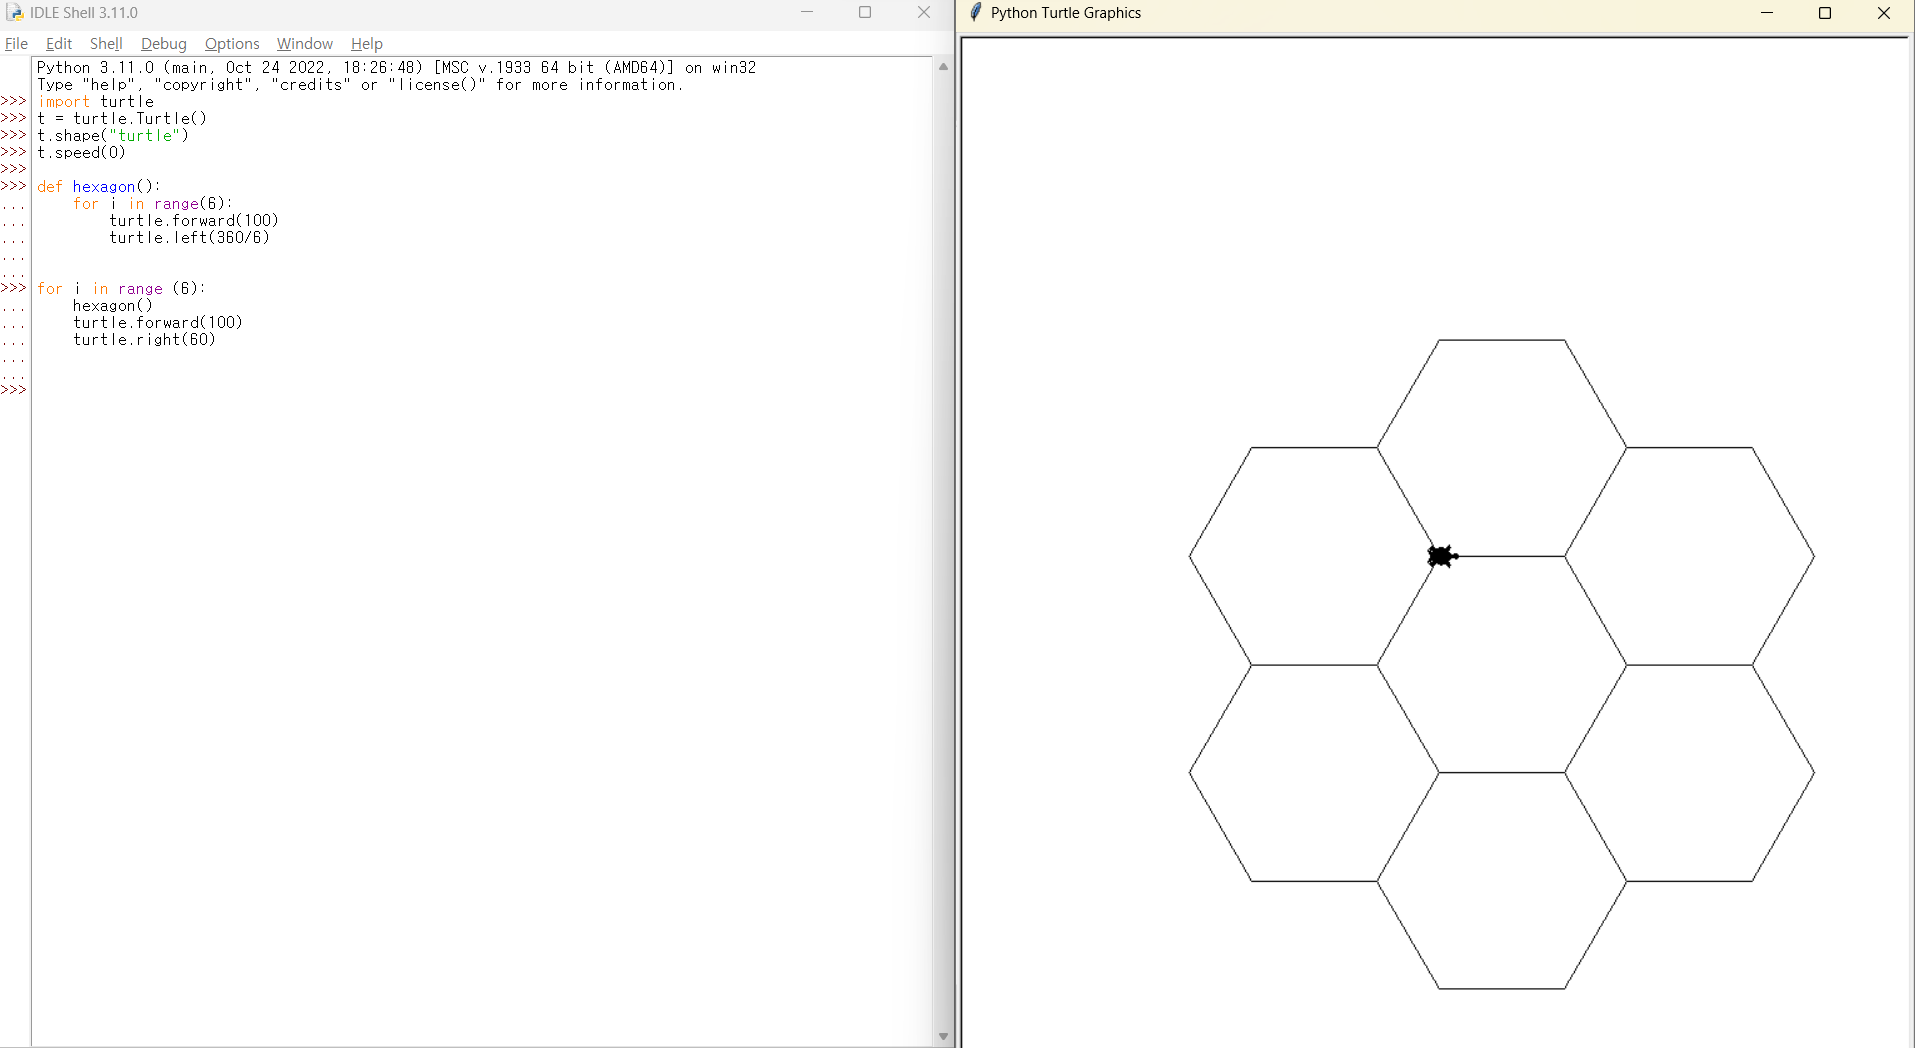 IDLE Shell 3.11.0
File Edit Shell Debug Options Window Help
Python 3.11.0 (main, Oct 24 2022, 18:26:48) [MSC v.1933 64 bit (AMD64)] on win32
Type "help", "copyright", "credits" or "license()" for more information.
>>> import turtle
>>> t = turtle.Turtle()
>>> t.shape("turtle")
>>> t.speed(0)
>>>
>>> def hexagon():
...     for i in range(6):
...         turtle.forward(100)
...         turtle.left(360/6)
...
...
>>> for i in range (6):
...     hexagon()
...     turtle.forward(100)
...     turtle.right(60)
...
...
>>>
Python Turtle Graphics